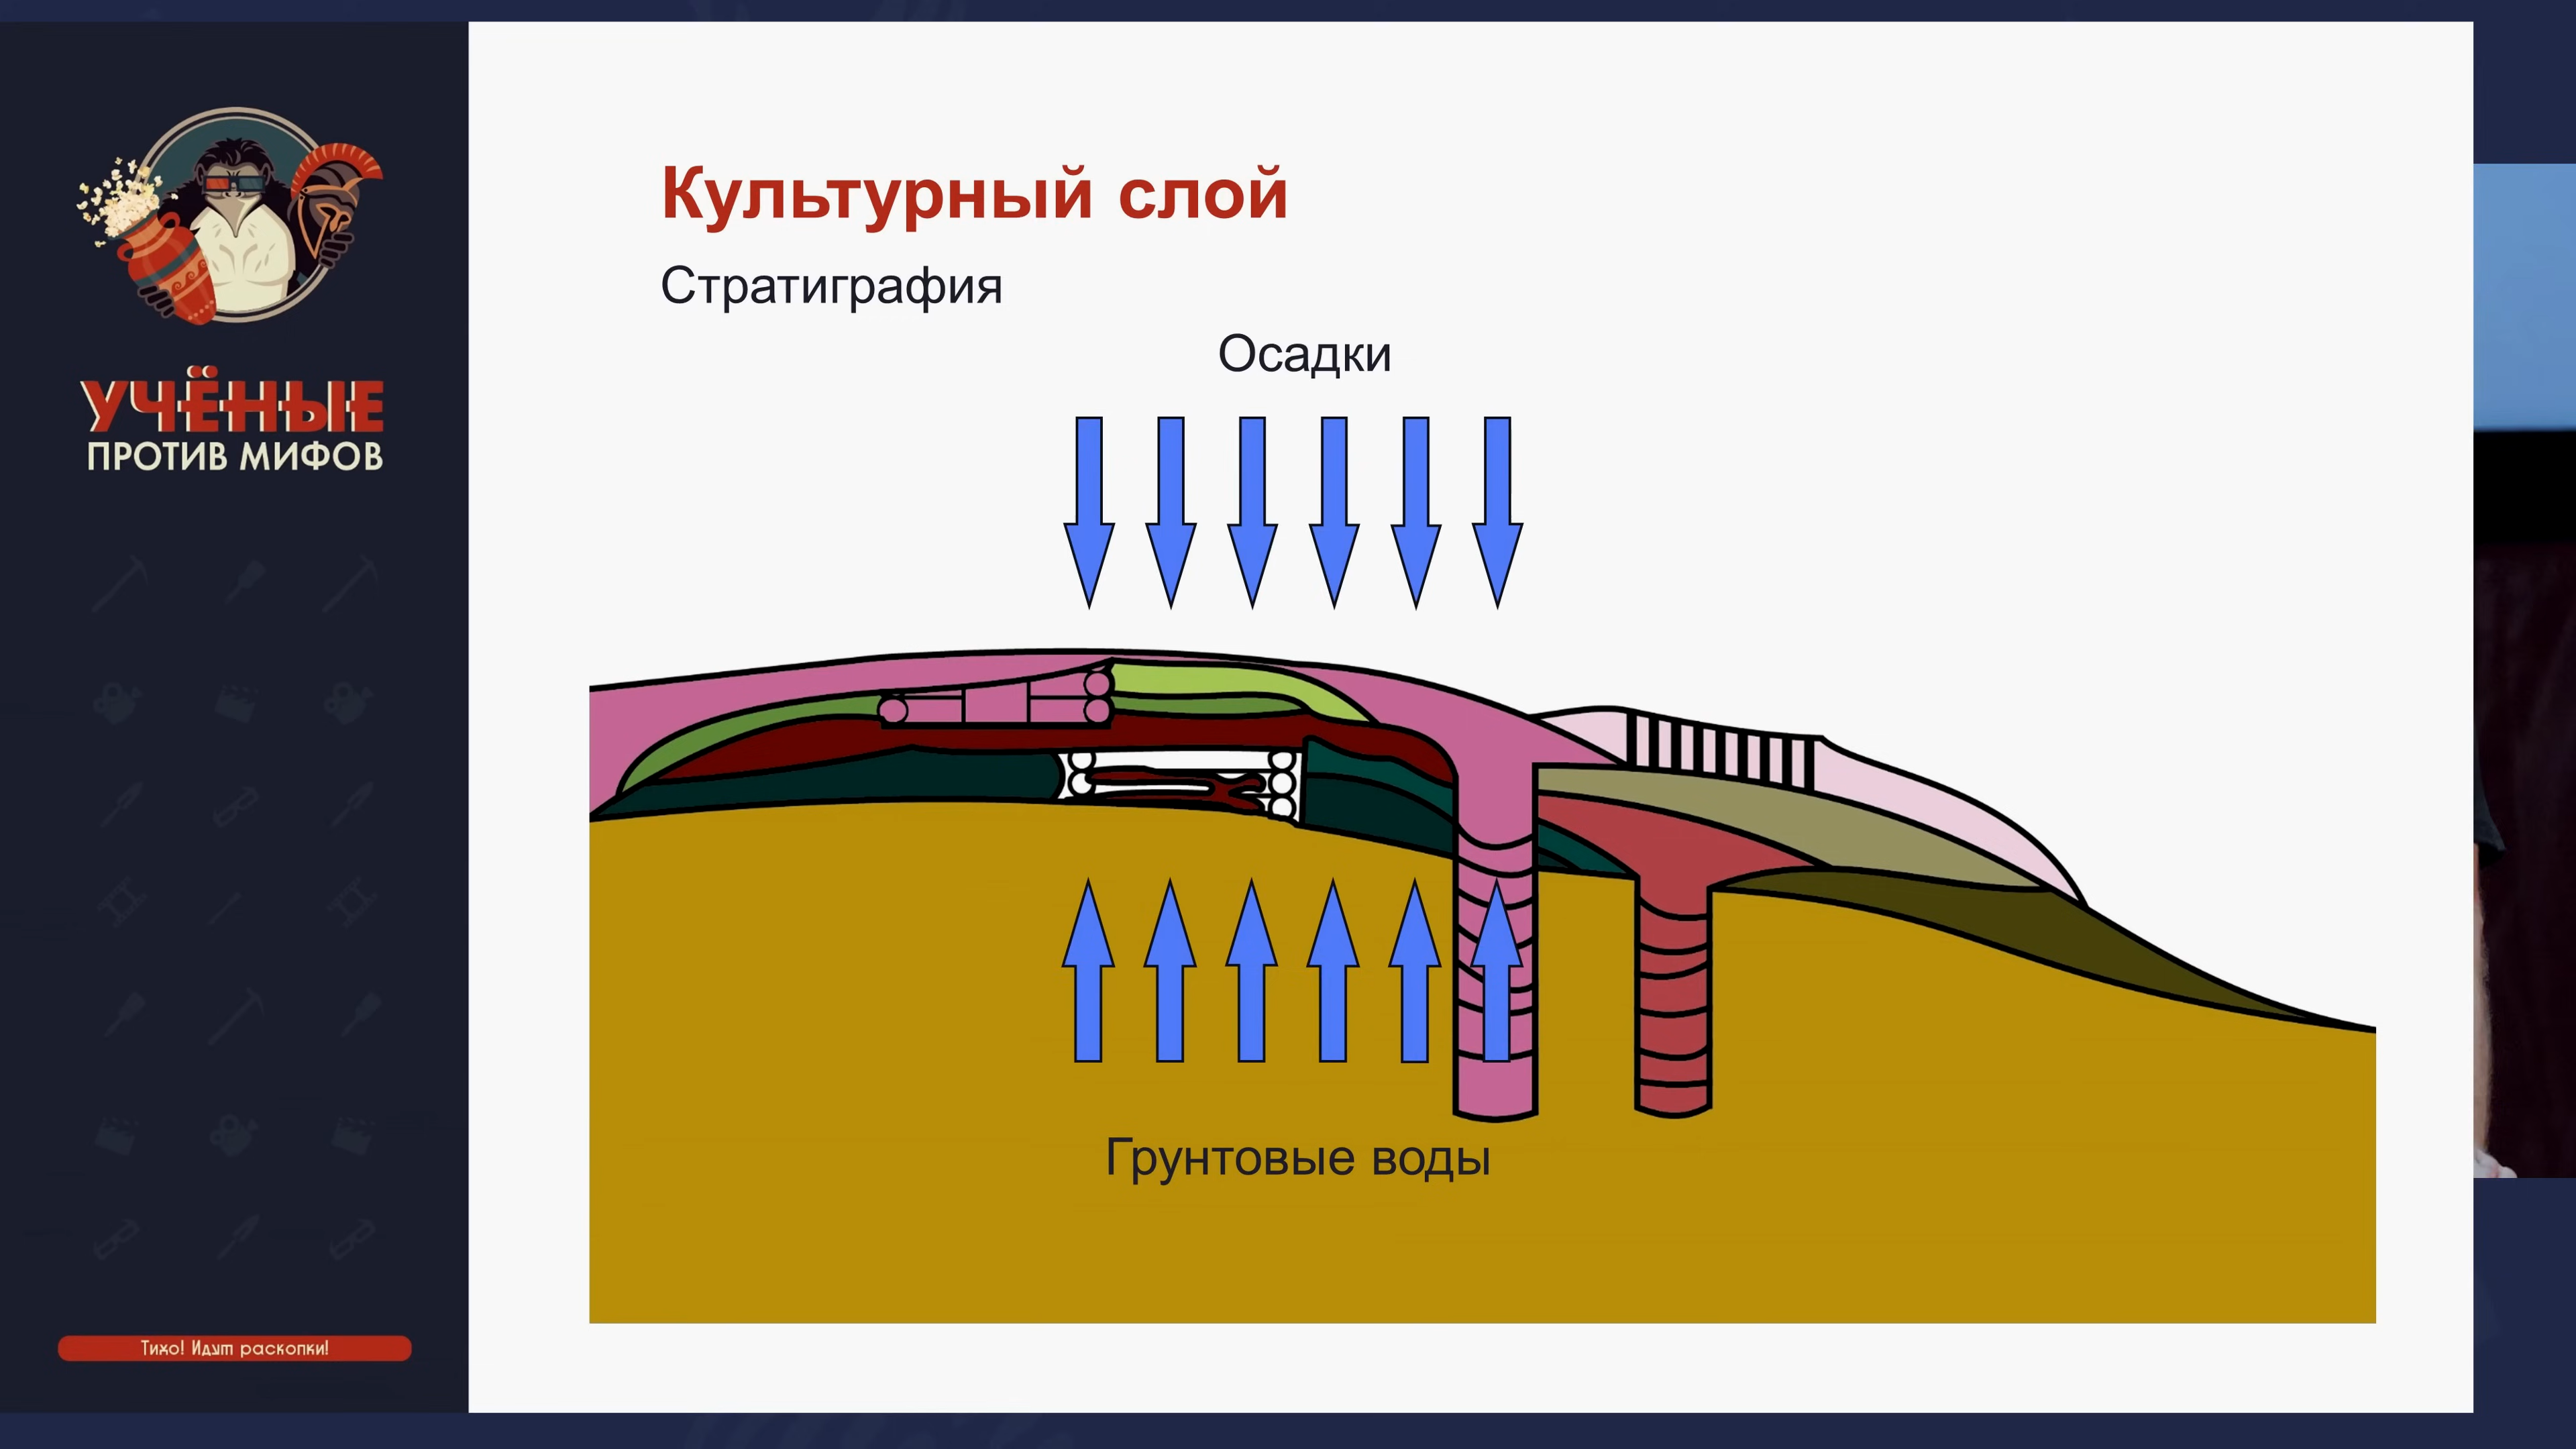 УЧЁНЫЕ
ПРОТИВ МИФОВ
Тихо! Идут раскопки!
Культурный слой
Стратиграфия
Осадки
Грунтовые воды